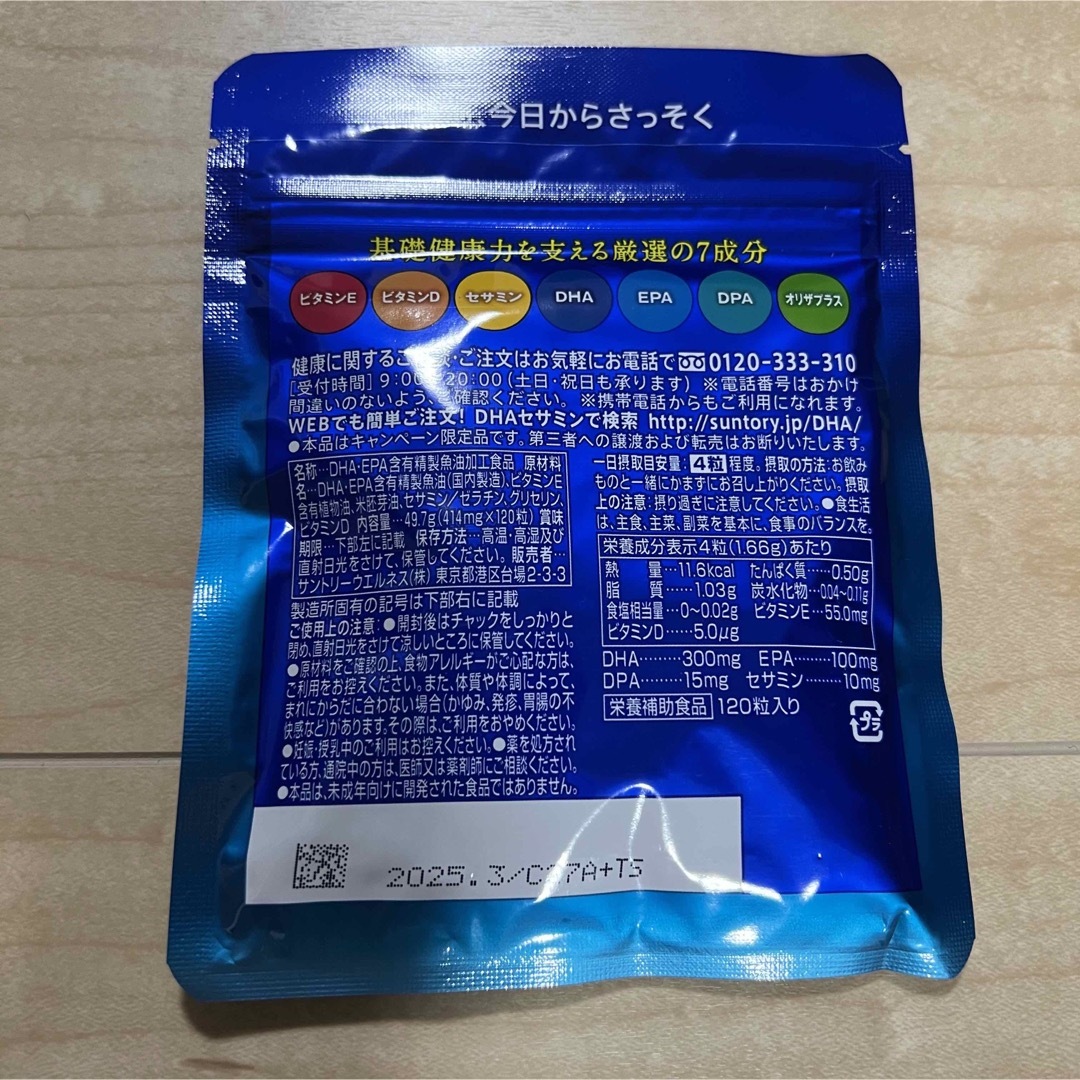 今日からさっそく
基礎健康力を支える厳選の7成分
ビタミンE
ビタミンD
セサミン
DHA
EPA
DPA
オリザプラス
健康に関するご 談・ご注文はお気軽にお電話で 0120-333-310
[受付時間] 9:00~20:00(土日・祝日も承ります) ※電話番号はおかけ
間違いのないよう、ご確認ください。※携帯電話からもご利用になれます。
WEBでも簡単ご注文! DHAセサミンで検索 http://suntory.jp/DHA/
●本品はキャンペーン限定品です。第三者への譲渡および転売はお断りいたします。
名称…DHA・EPA含有精製魚油加工食品 原材料
名…DHA・EPA含有精製魚油(国内製造)、ビタミンE
含有植物油、米胚芽油、セサミン/ゼラチン、グリセリン、
ビタミンD 内容量…49.7g(414mg×120粒) 賞味
期限…下部左に記載 保存方法…高温・高湿及び
直射日光をさけて、保管してください。 販売者…
サントリーウエルネス(株) 東京都港区台場2-3-3
製造所固有の記号は下部右に記載
ご使用上の注意:●開封後はチャックをしっかりと
閉め、直射日光をさけて涼しいところに保管してください。
●原材料をご確認の上、食物アレルギーがご心配な方は、
ご利用をお控えください。また、体質や体調によって、
まれにからだに合わない場合(かゆみ、発疹、胃腸の不
快感など)があります。その際は、ご利用をおやめください。
●妊娠・授乳中のご利用はお控えください。●薬を処方され
ている方、通院中の方は、医師又は薬剤師にご相談ください。
●本品は、未成年向けに開発された食品ではありません。
一日摂取目安量:4粒程度。摂取の方法:お飲み
ものと一緒にかまずにお召し上がりください。摂取
上の注意:摂り過ぎに注意してください。●食生活
は、主食、主菜、副菜を基本に、食事のバランスを。
栄養成分表示4粒(1.66g)あたり
熱量…11.6kcal たんぱく質…0.50g
脂質……1.03g 炭水化物…0.04~0.11g
食塩相当量…0~0.02g ビタミンE…55.0mg
ビタミンD……5.0μg
DHA………300mg EPA………100mg
DPA………15mg セサミン………10mg
栄養補助食品 120粒入り
プラ
2025.3/C27A+TS